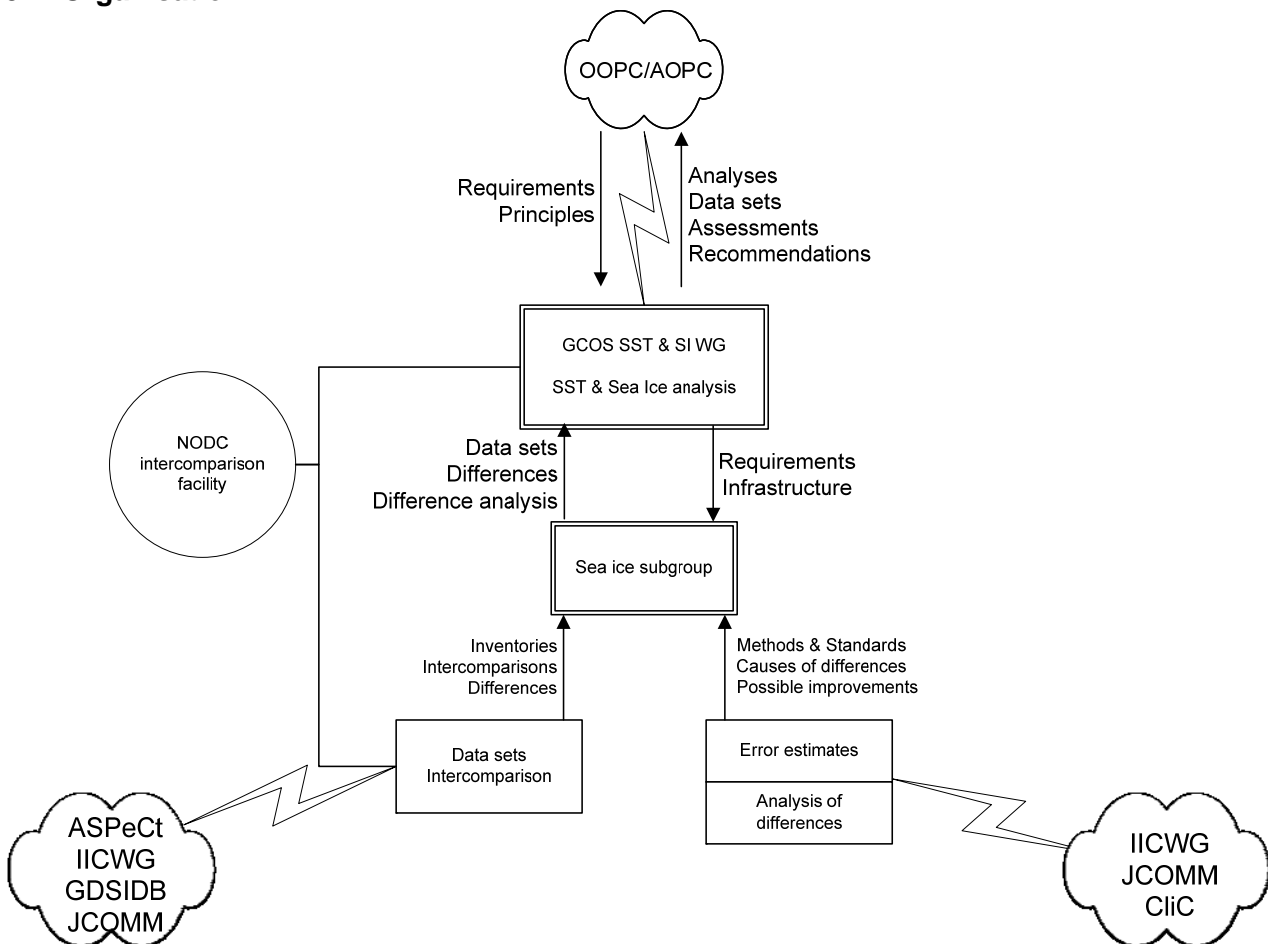 OOPC/AOPC
Requirements
Principles
Analyses
Data sets
Assessments
Recommendations
GCOS SST & SI WG
SST & Sea Ice analysis
NODC
intercomparison
facility
Data sets
Differences
Difference analysis
Requirements
Infrastructure
Sea ice subgroup
Inventories
Intercomparisons
Differences
Methods & Standards
Causes of differences
Possible improvements
Data sets
Intercomparison
Error estimates
Analysis of
differences
ASPeCt
IICWG
GDSIDB
JCOMM
IICWG
JCOMM
CliC